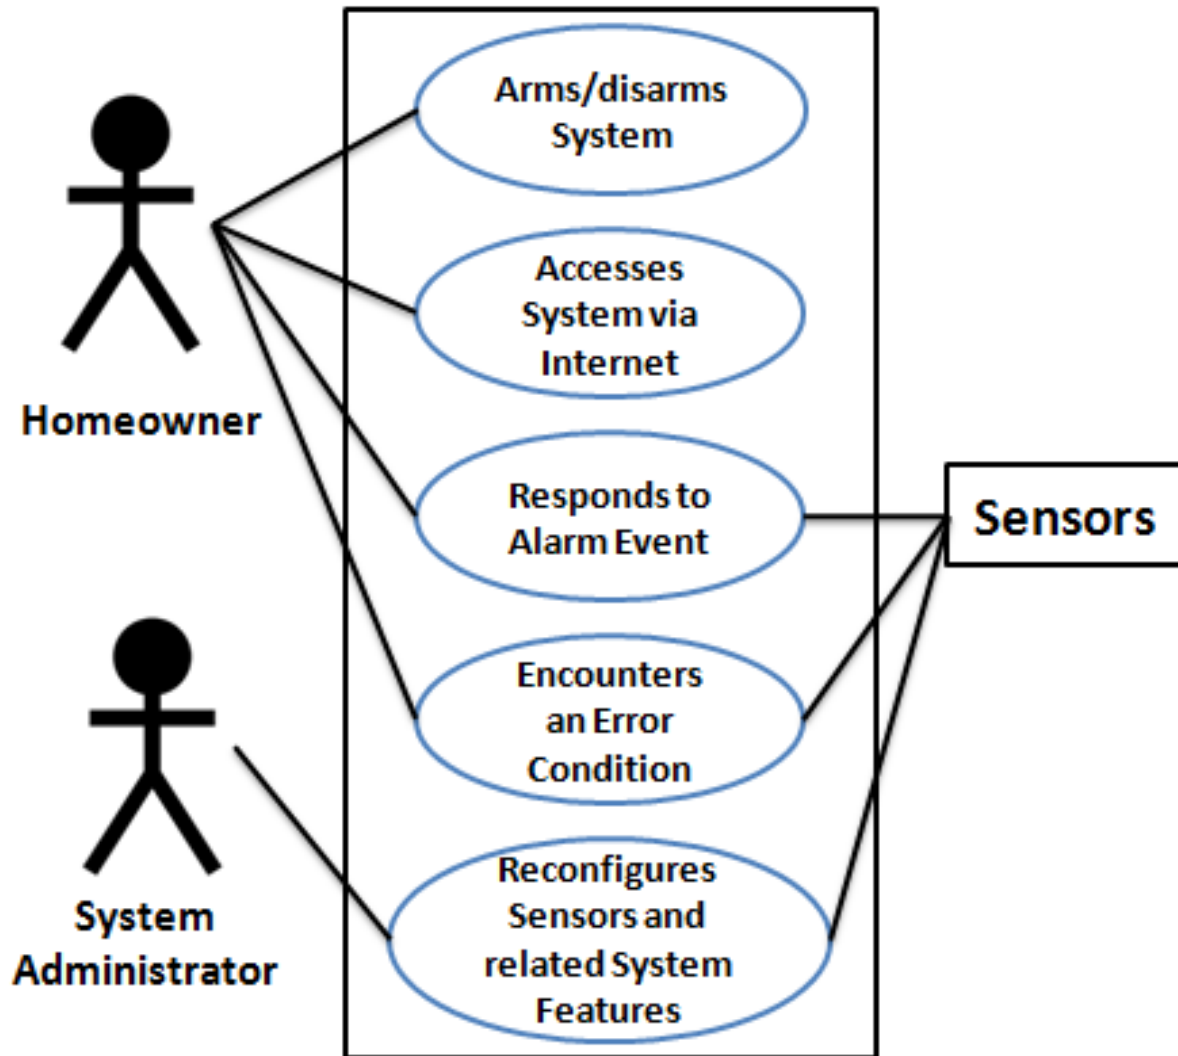 Arms/disarms
System
Homeowner
Accesses
System via
Internet
Responds to
Alarm Event
Sensors
Encounters
an Error
Condition
System
Administrator
Reconfigures
Sensors and
related System
Features